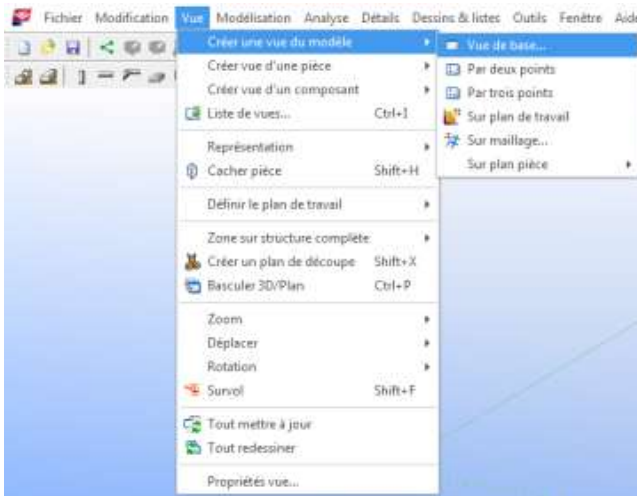 Fichier Modification Vue Modélisation Analyse Détails Dessins & listes Outils Fenêtre Aide
Créer une vue du modèle
Vue de base...
Créer vue d'une pièce
Par deux points
Créer vue d'un composant
Par trois points
Liste de vues... Ctrl+I
Sur plan de travail
Sur maillage...
Représentation
Sur plan pièce
Cacher pièce Shift+H
Définir le plan de travail
Zone sur structure complète
Créer un plan de découpe Shift+X
Basculer 3D/Plan Ctrl+P
Zoom
Déplacer
Rotation
Survol Shift+F
Tout mettre à jour
Tout redessiner
Propriétés vue...